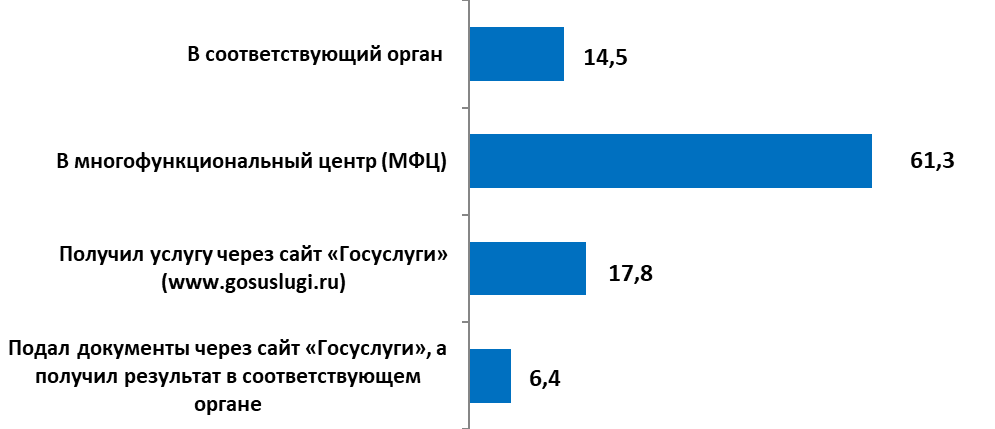 В соответствующий орган
14,5
В многофункциональный центр (МФЦ)
61,3
Получил услугу через сайт «Госуслуги»
(www.gosuslugi.ru)
17,8
Подал документы через сайт «Госуслуги», а
получил результат в соответствующем
органе
6,4